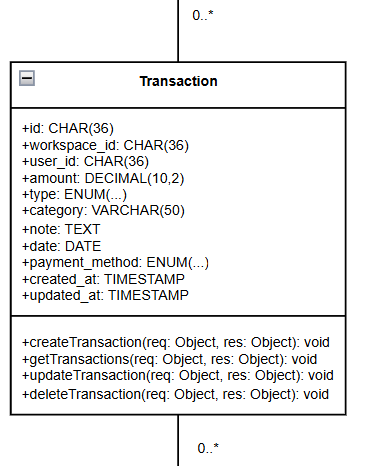 0..*
Transaction
+id: CHAR(36)
+workspace_id: CHAR(36)
+user_id: CHAR(36)
+amount: DECIMAL(10,2)
+type: ENUM(...)
+category: VARCHAR(50)
+note: TEXT
+date: DATE
+payment_method: ENUM(...)
+created_at: TIMESTAMP
+updated_at: TIMESTAMP
+createTransaction(req: Object, res: Object): void
+getTransactions(req: Object, res: Object): void
+updateTransaction(req: Object, res: Object): void
+deleteTransaction(req: Object, res: Object): void
0..*